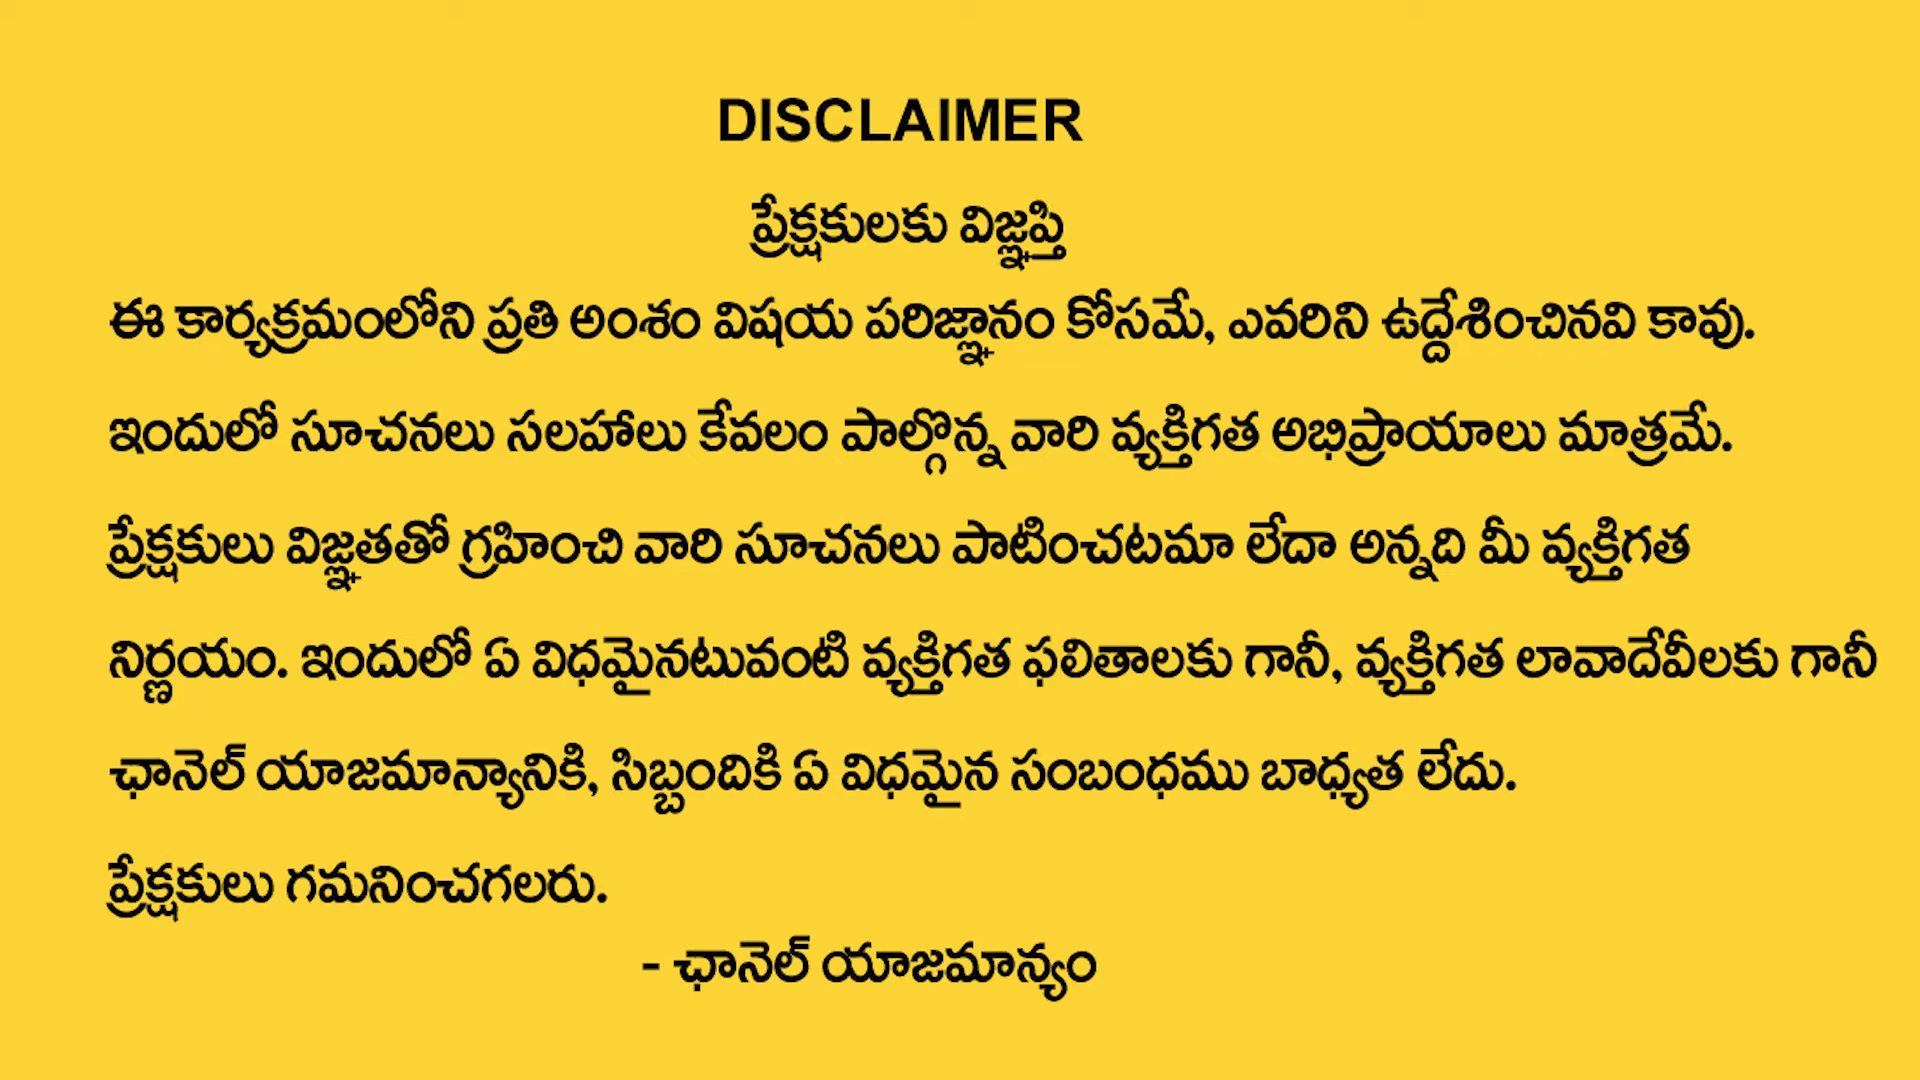 DISCLAIMER
ప్రేక్షకులకు విజ్ఞప్తి
ఈ కార్యక్రమంలోని ప్రతి అంశం విషయ పరిజ్ఞానం కోసమే, ఎవరిని ఉద్దేశించినవి కావు.
ఇందులో సూచనలు సలహాలు కేవలం పాల్గొన్న వారి వ్యక్తిగత అభిప్రాయాలు మాత్రమే.
ప్రేక్షకులు విజ్ఞతతో గ్రహించి వారి సూచనలు పాటించటమా లేదా అన్నది మీ వ్యక్తిగత
నిర్ణయం. ఇందులో ఏ విధమైనటువంటి వ్యక్తిగత ఫలితాలకు గానీ, వ్యక్తిగత లావాదేవీలకు గానీ
ఛానెల్ యాజమాన్యానికి, సిబ్బందికి ఏ విధమైన సంబంధము బాధ్యత లేదు.
ప్రేక్షకులు గమనించగలరు.
- ఛానెల్ యాజమాన్యం